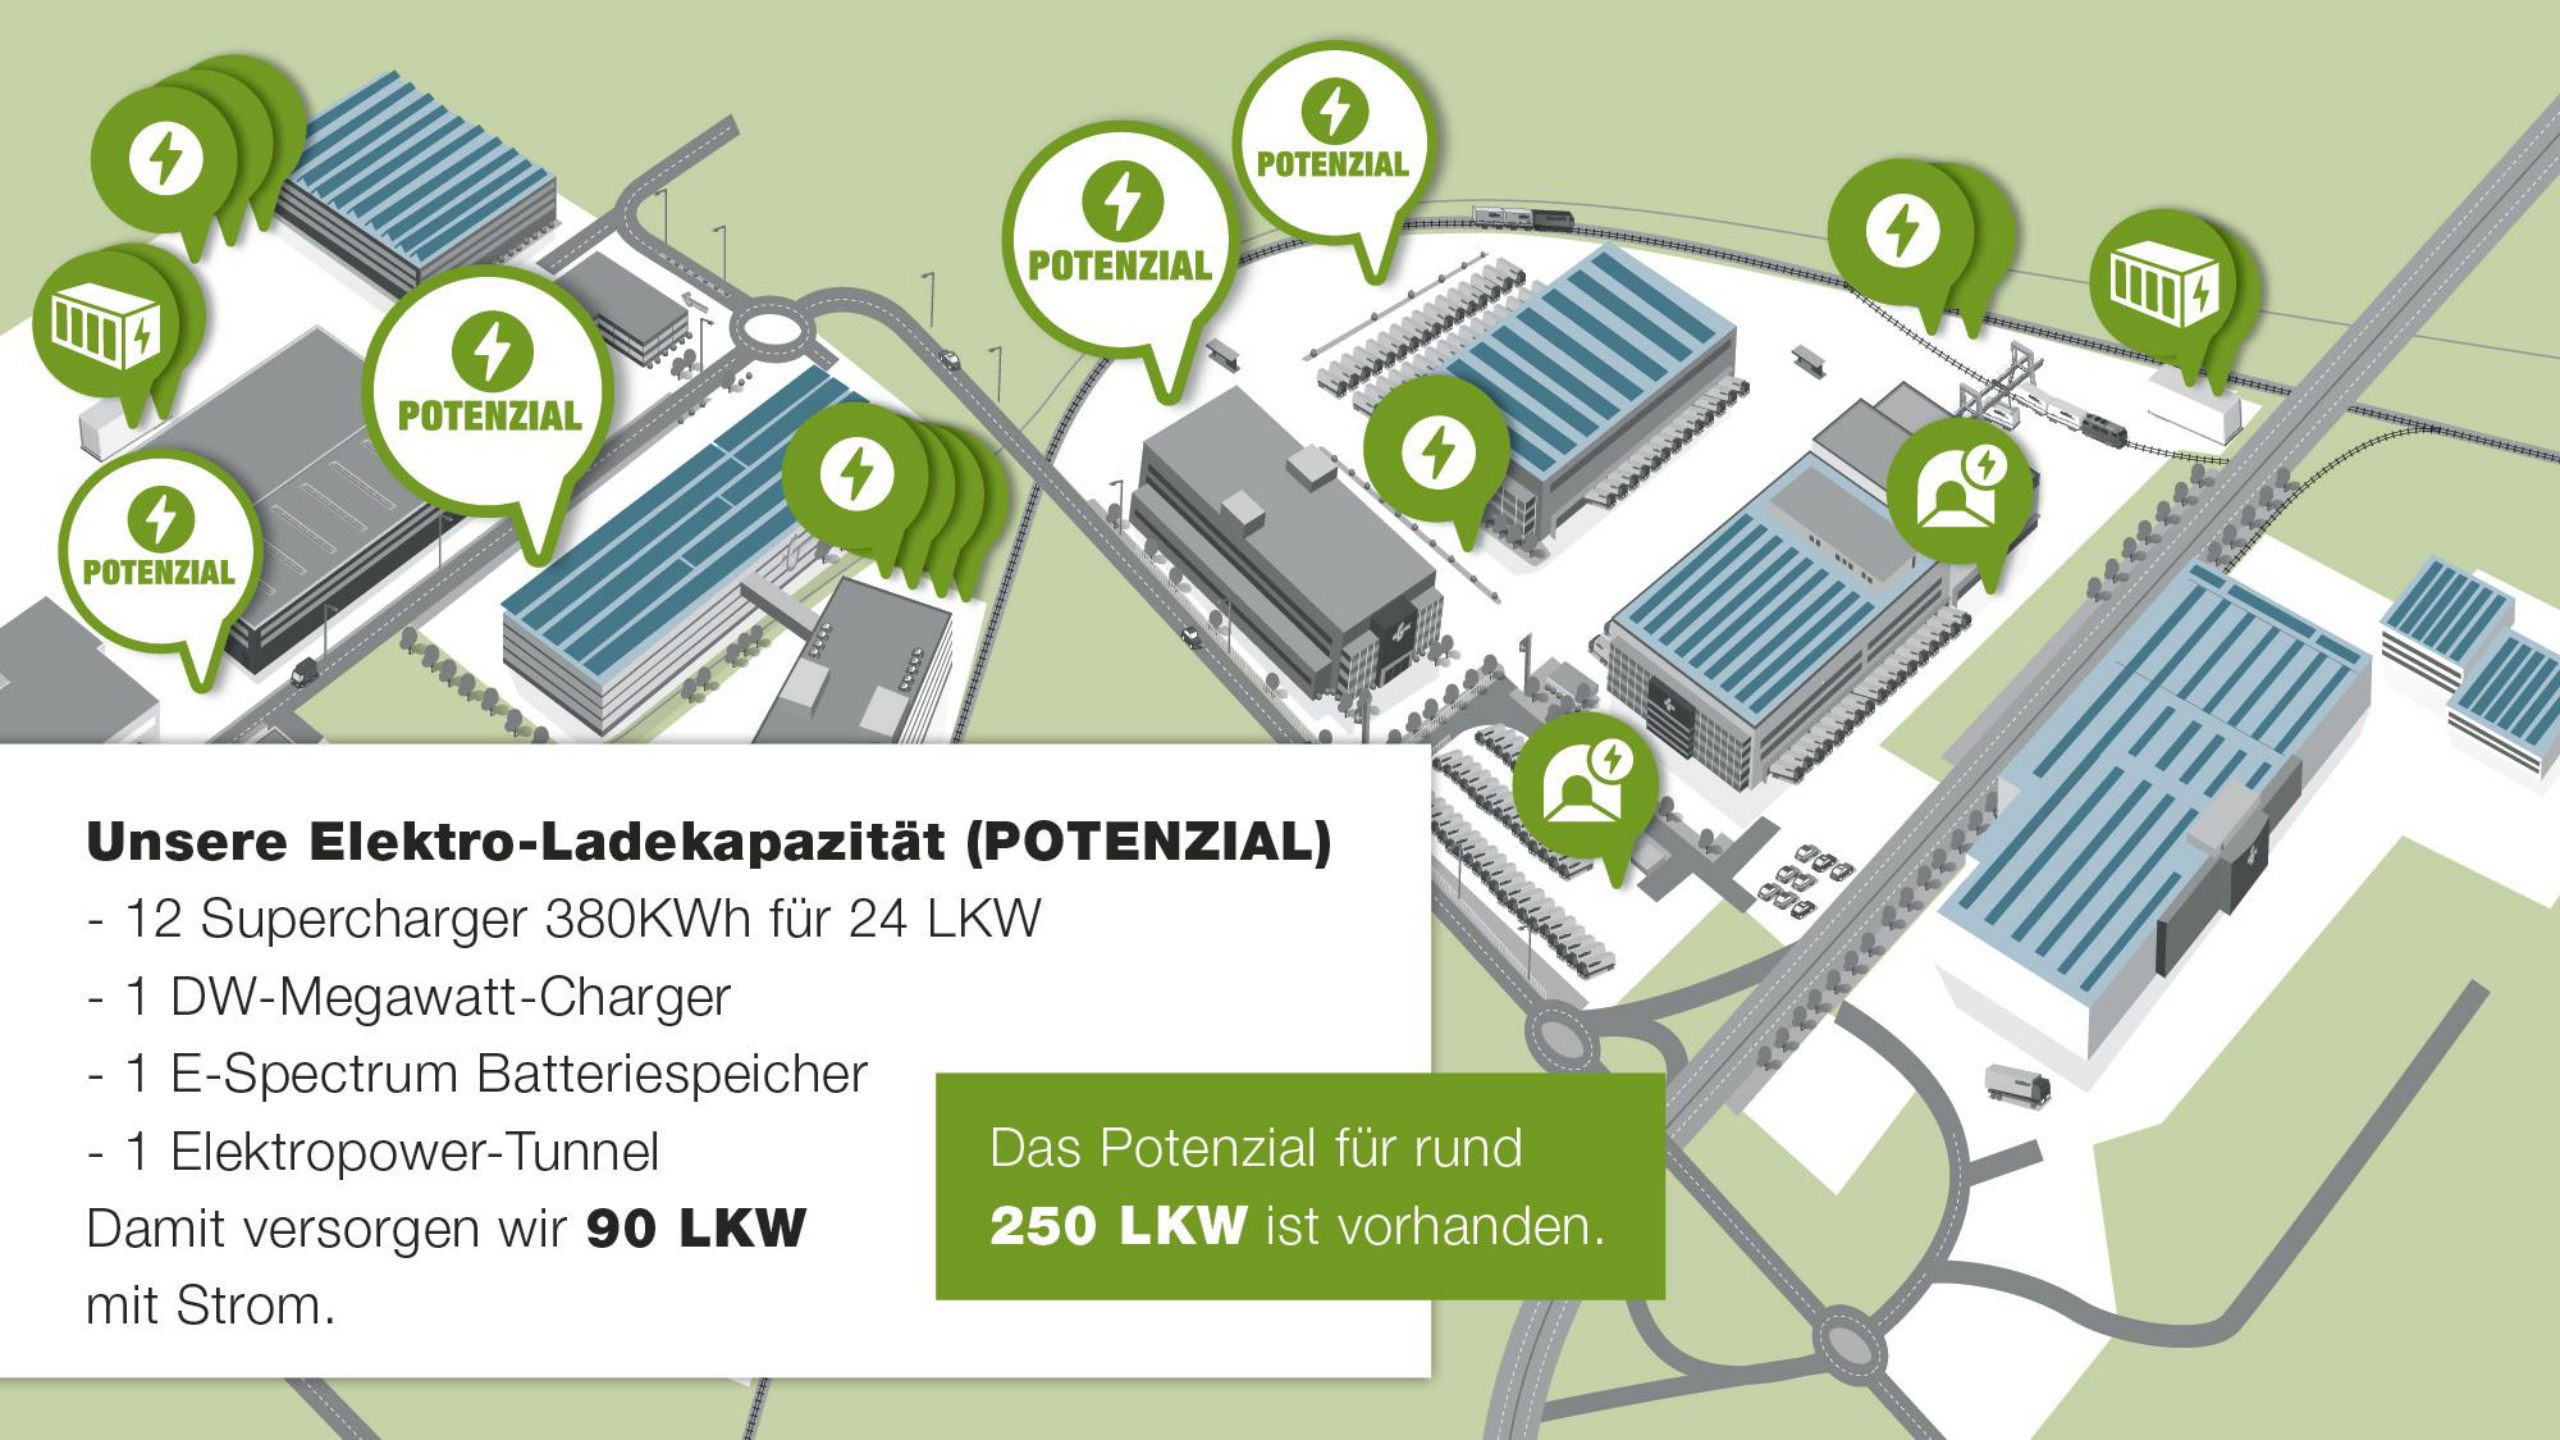 POTENZIAL
POTENZIAL
POTENZIAL
POTENZIAL
Unsere Elektro-Ladekapazität (POTENZIAL)
- 12 Supercharger 380KWh für 24 LKW
- 1 DW-Megawatt-Charger
- 1 E-Spectrum Batteriespeicher
- 1 Elektropower-Tunnel
Damit versorgen wir 90 LKW
mit Strom.
Das Potenzial für rund
250 LKW ist vorhanden.